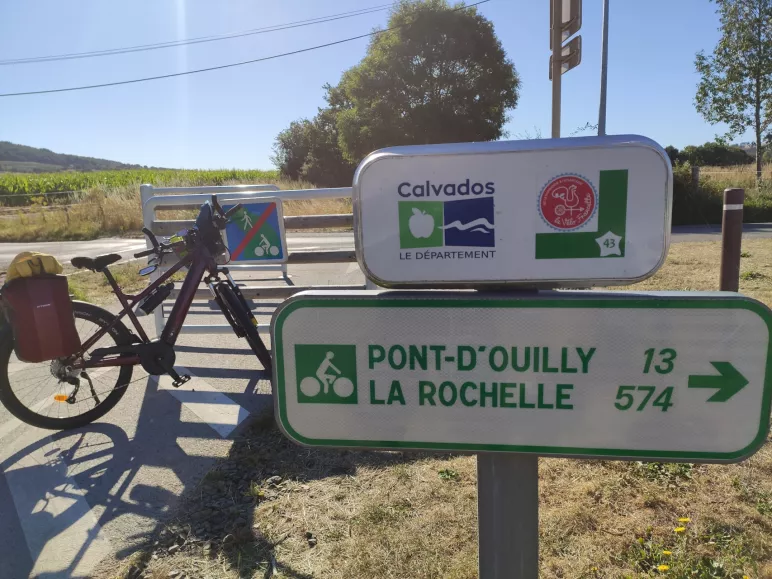 Calvados
LE DÉPARTEMENT
43
PONT-D'OUILLY 13
LA ROCHELLE 574